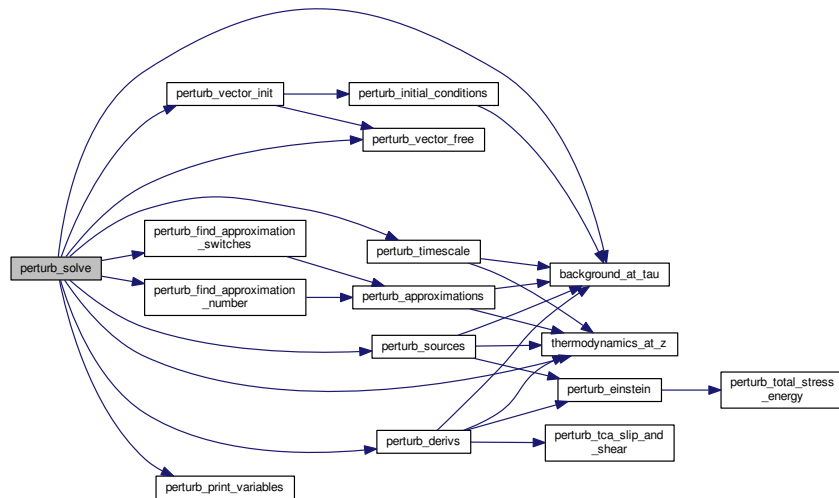 perturb_vector_init
perturb_initial_conditions
perturb_vector_free
perturb_find_approximation
_switches
perturb_timescale
perturb_solve
background_at_tau
perturb_find_approximation
_number
perturb_approximations
perturb_sources
thermodynamics_at_z
perturb_einstein
perturb_total_stress
_energy
perturb_derivs
perturb_tca_slip_and
_shear
perturb_print_variables